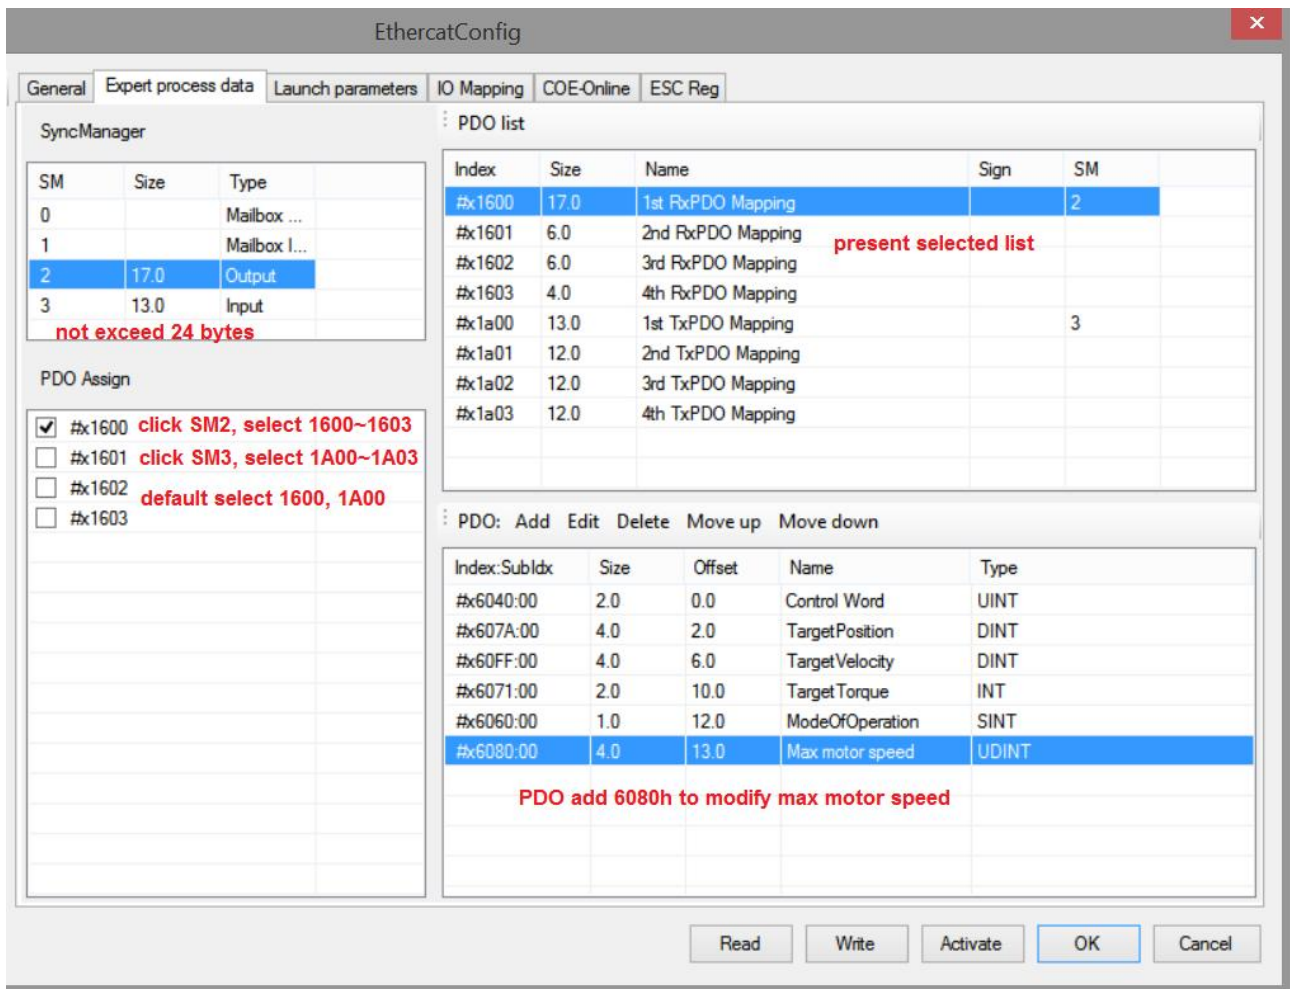 EthercatConfig
General Expert process data Launch parameters IO Mapping COE-Online ESC Reg
SyncManager
SM Size Type
0 Mailbox ...
1 Mailbox I...
2 17.0 Output
3 13.0 Input
not exceed 24 bytes
PDO Assign
#x1600 click SM2, select 1600~1603
#x1601 click SM3, select 1A00~1A03
#x1602
default select 1600, 1A00
#x1603
PDO list
Index Size Name Sign SM
#x1600 17.0 1st RxPDO Mapping 2
#x1601 6.0 2nd RxPDO Mapping
present selected list
#x1602 6.0 3rd RxPDO Mapping
#x1603 4.0 4th RxPDO Mapping
#x1a00 13.0 1st TxPDO Mapping 3
#x1a01 12.0 2nd TxPDO Mapping
#x1a02 12.0 3rd TxPDO Mapping
#x1a03 12.0 4th TxPDO Mapping
PDO: Add Edit Delete Move up Move down
Index:SubIdx Size Offset Name Type
#x6040:00 2.0 0.0 Control Word UINT
#x607A:00 4.0 2.0 TargetPosition DINT
#x60FF:00 4.0 6.0 TargetVelocity DINT
#x6071:00 2.0 10.0 TargetTorque INT
#x6060:00 1.0 12.0 ModeOfOperation SINT
#x6080:00 4.0 13.0 Max motor speed UDINT
PDO add 6080h to modify max motor speed
Read Write Activate OK Cancel